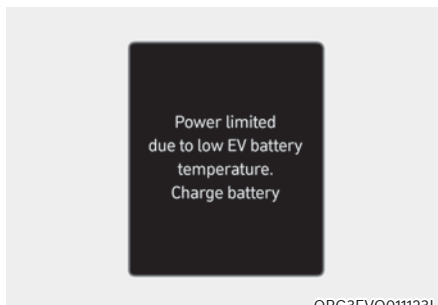 Power limited
due to low EV battery
temperature.
Charge battery